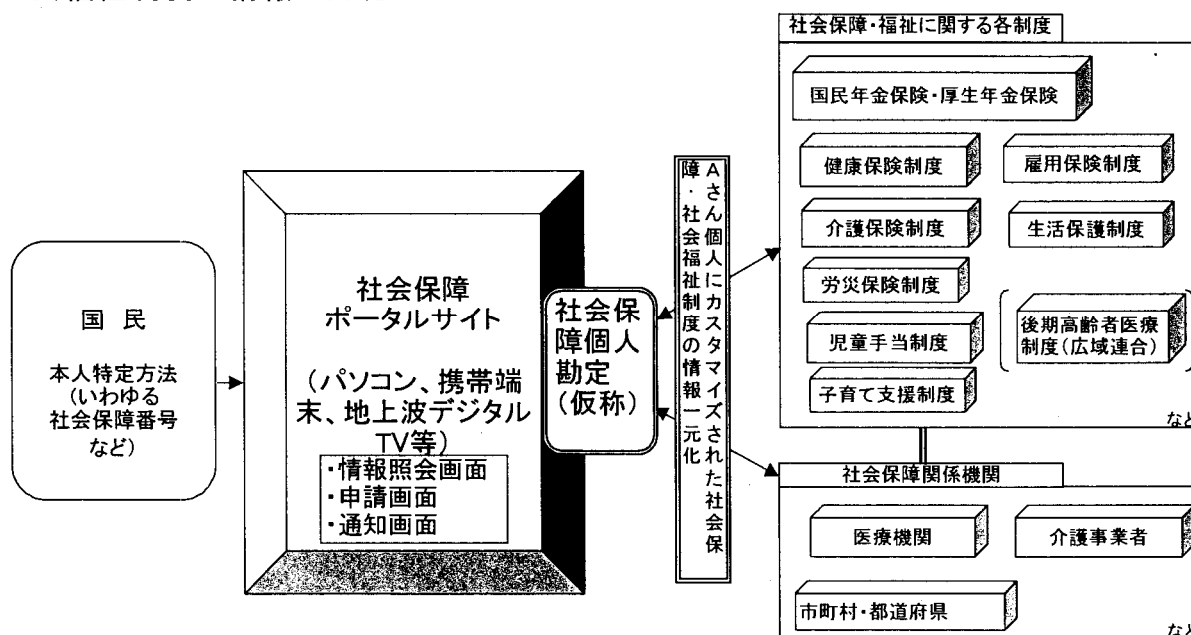 国 民
本人特定方法
(いわゆる
社会保障番号
など)
社会保障
ポータルサイト
(パソコン、携帯端
末、地上波デジタル
TV等)
・情報照会画面
・申請画面
・通知画面
社会保
障個人
勘定
(仮称)
Aさん個人にカスタマイズされた社会保
障・社会福祉制度の情報一元化
社会保障・福祉に関する各制度
国民年金保険・厚生年金保険
健康保険制度
雇用保険制度
介護保険制度
生活保護制度
労災保険制度
児童手当制度
後期高齢者医療
制度(広域連合)
子育て支援制度
など
社会保障関係機関
医療機関
介護事業者
市町村・都道府県
など